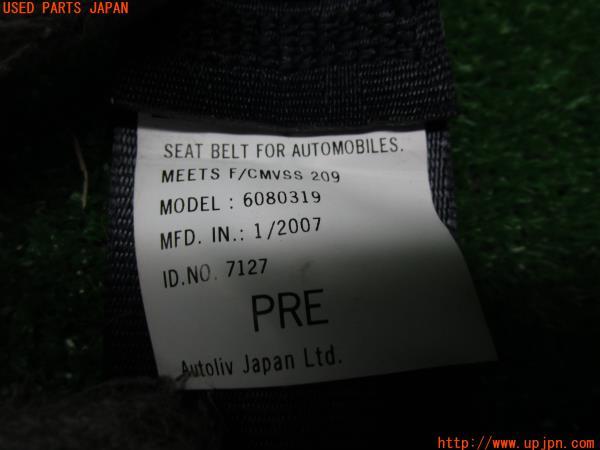 USED PARTS JAPAN
SEAT BELT FOR AUTOMOBILES.
MEETS F/CMVSS 209
MODEL : 6080319
MFD. IN.: 1/2007
ID.NO. 7127
PRE
Autoliv Japan Ltd.
http://www.upjpn.com/